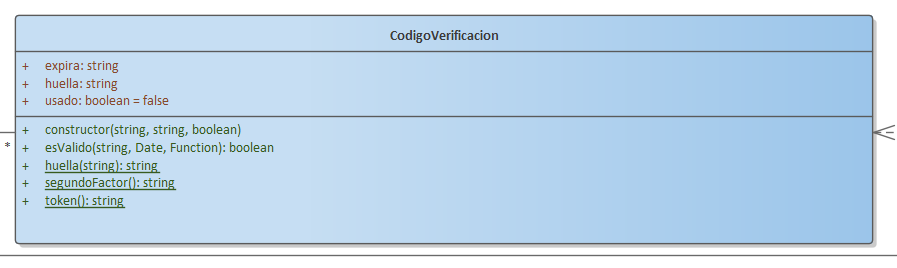 CodigoVerificacion
+ expira: string
+ huella: string
+ usado: boolean = false
+ constructor(string, string, boolean)
+ esValido(string, Date, Function): boolean
* + huella(string): string
+ segundoFactor(): string
+ token(): string